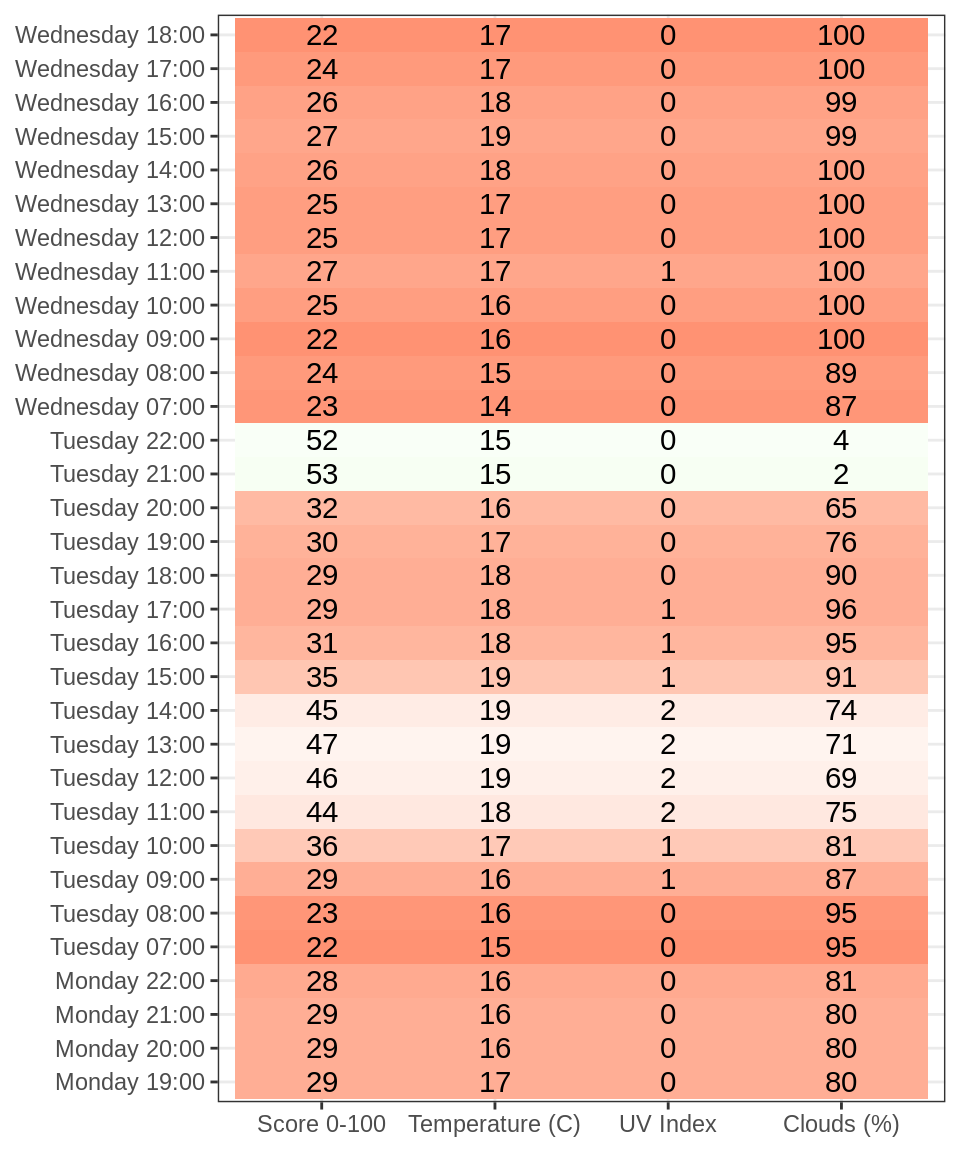 Wednesday 18:00 22 17 0 100
Wednesday 17:00 24 17 0 100
Wednesday 16:00 26 18 0 99
Wednesday 15:00 27 19 0 99
Wednesday 14:00 26 18 0 100
Wednesday 13:00 25 17 0 100
Wednesday 12:00 25 17 0 100
Wednesday 11:00 27 17 1 100
Wednesday 10:00 25 16 0 100
Wednesday 09:00 22 16 0 100
Wednesday 08:00 24 15 0 89
Wednesday 07:00 23 14 0 87
Tuesday 22:00 52 15 0 4
Tuesday 21:00 53 15 0 2
Tuesday 20:00 32 16 0 65
Tuesday 19:00 30 17 0 76
Tuesday 18:00 29 18 0 90
Tuesday 17:00 29 18 1 96
Tuesday 16:00 31 18 1 95
Tuesday 15:00 35 19 1 91
Tuesday 14:00 45 19 2 74
Tuesday 13:00 47 19 2 71
Tuesday 12:00 46 19 2 69
Tuesday 11:00 44 18 2 75
Tuesday 10:00 36 17 1 81
Tuesday 09:00 29 16 1 87
Tuesday 08:00 23 16 0 95
Tuesday 07:00 22 15 0 95
Monday 22:00 28 16 0 81
Monday 21:00 29 16 0 80
Monday 20:00 29 16 0 80
Monday 19:00 29 17 0 80
Score 0-100 Temperature (C) UV Index Clouds (%)